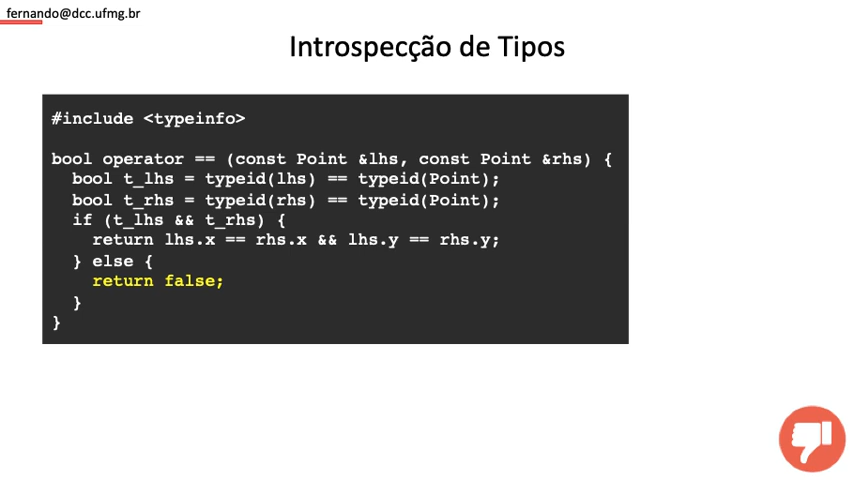 fernando@dcc.ufmg.br
Introspecção de Tipos
#include <typeinfo>
bool operator == (const Point &lhs, const Point &rhs) {
  bool t_lhs = typeid(lhs) == typeid(Point);
  bool t_rhs = typeid(rhs) == typeid(Point);
  if (t_lhs && t_rhs) {
    return lhs.x == rhs.x && lhs.y == rhs.y;
  } else {
    return false;
  }
}